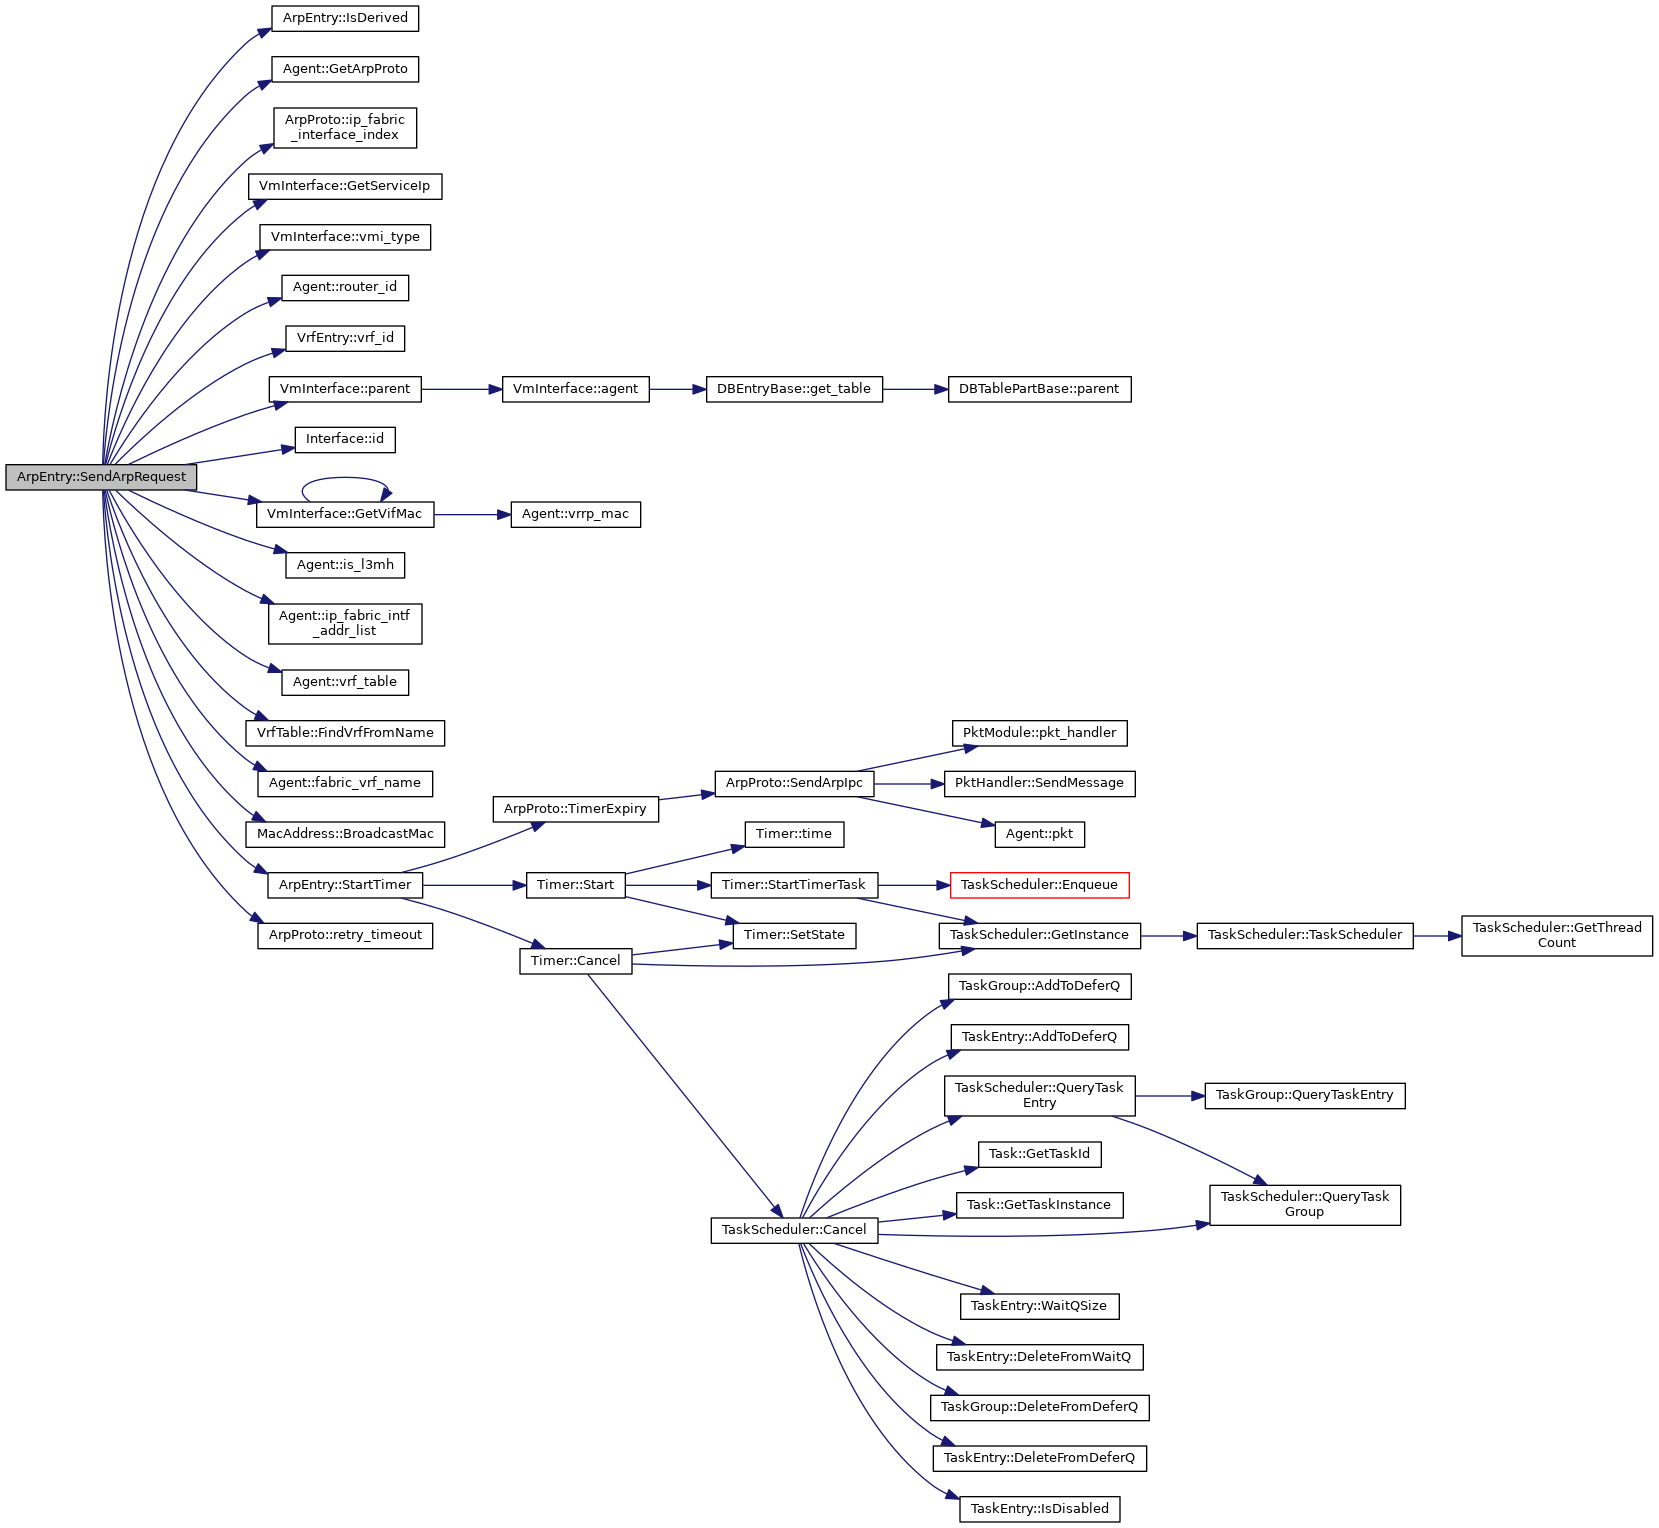 ArpEntry::SendArpRequest
ArpEntry::IsDerived
Agent::GetArpProto
ArpProto::ip_fabric
_interface_index
VmInterface::GetServiceIp
VmInterface::vmi_type
Agent::router_id
VrfEntry::vrf_id
VmInterface::parent
VmInterface::agent
DBEntryBase::get_table
DBTablePartBase::parent
Interface::id
VmInterface::GetVifMac
Agent::vrrp_mac
Agent::is_l3mh
Agent::ip_fabric_intf
_addr_list
Agent::vrf_table
VrfTable::FindVrfFromName
Agent::fabric_vrf_name
MacAddress::BroadcastMac
ArpEntry::StartTimer
ArpProto::retry_timeout
ArpProto::TimerExpiry
ArpProto::SendArpIpc
PktModule::pkt_handler
PktHandler::SendMessage
Agent::pkt
Timer::Start
Timer::time
Timer::StartTimerTask
Timer::SetState
TaskScheduler::Enqueue
TaskScheduler::GetInstance
TaskScheduler::TaskScheduler
TaskScheduler::GetThread
Count
Timer::Cancel
TaskScheduler::Cancel
TaskGroup::AddToDeferQ
TaskEntry::AddToDeferQ
TaskScheduler::QueryTask
Entry
TaskGroup::QueryTaskEntry
Task::GetTaskId
Task::GetTaskInstance
TaskScheduler::QueryTask
Group
TaskEntry::WaitQSize
TaskEntry::DeleteFromWaitQ
TaskGroup::DeleteFromDeferQ
TaskEntry::DeleteFromDeferQ
TaskEntry::IsDisabled